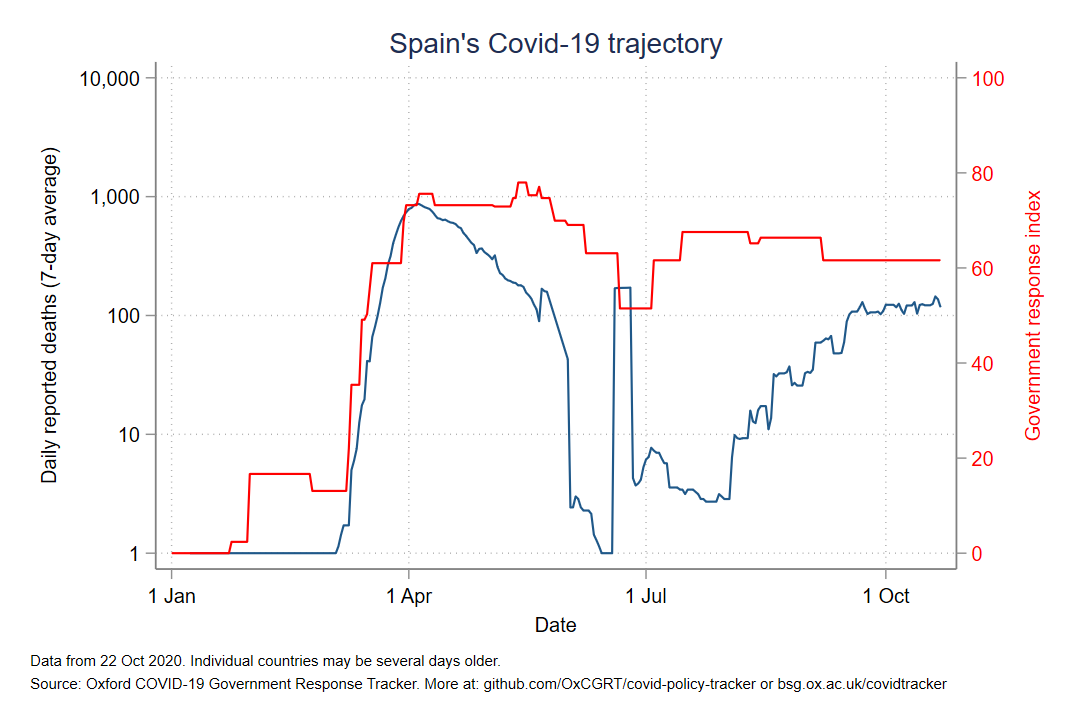 Spain's Covid-19 trajectory
Daily reported deaths (7-day average)
10,000
1,000
100
10
1
100
80
60
40
20
0
Government response index
1 Jan
1 Apr
1 Jul
1 Oct
Date
Data from 22 Oct 2020. Individual countries may be several days older.
Source: Oxford COVID-19 Government Response Tracker. More at: github.com/OxCGRT/covid-policy-tracker or bsg.ox.ac.uk/covidtracker